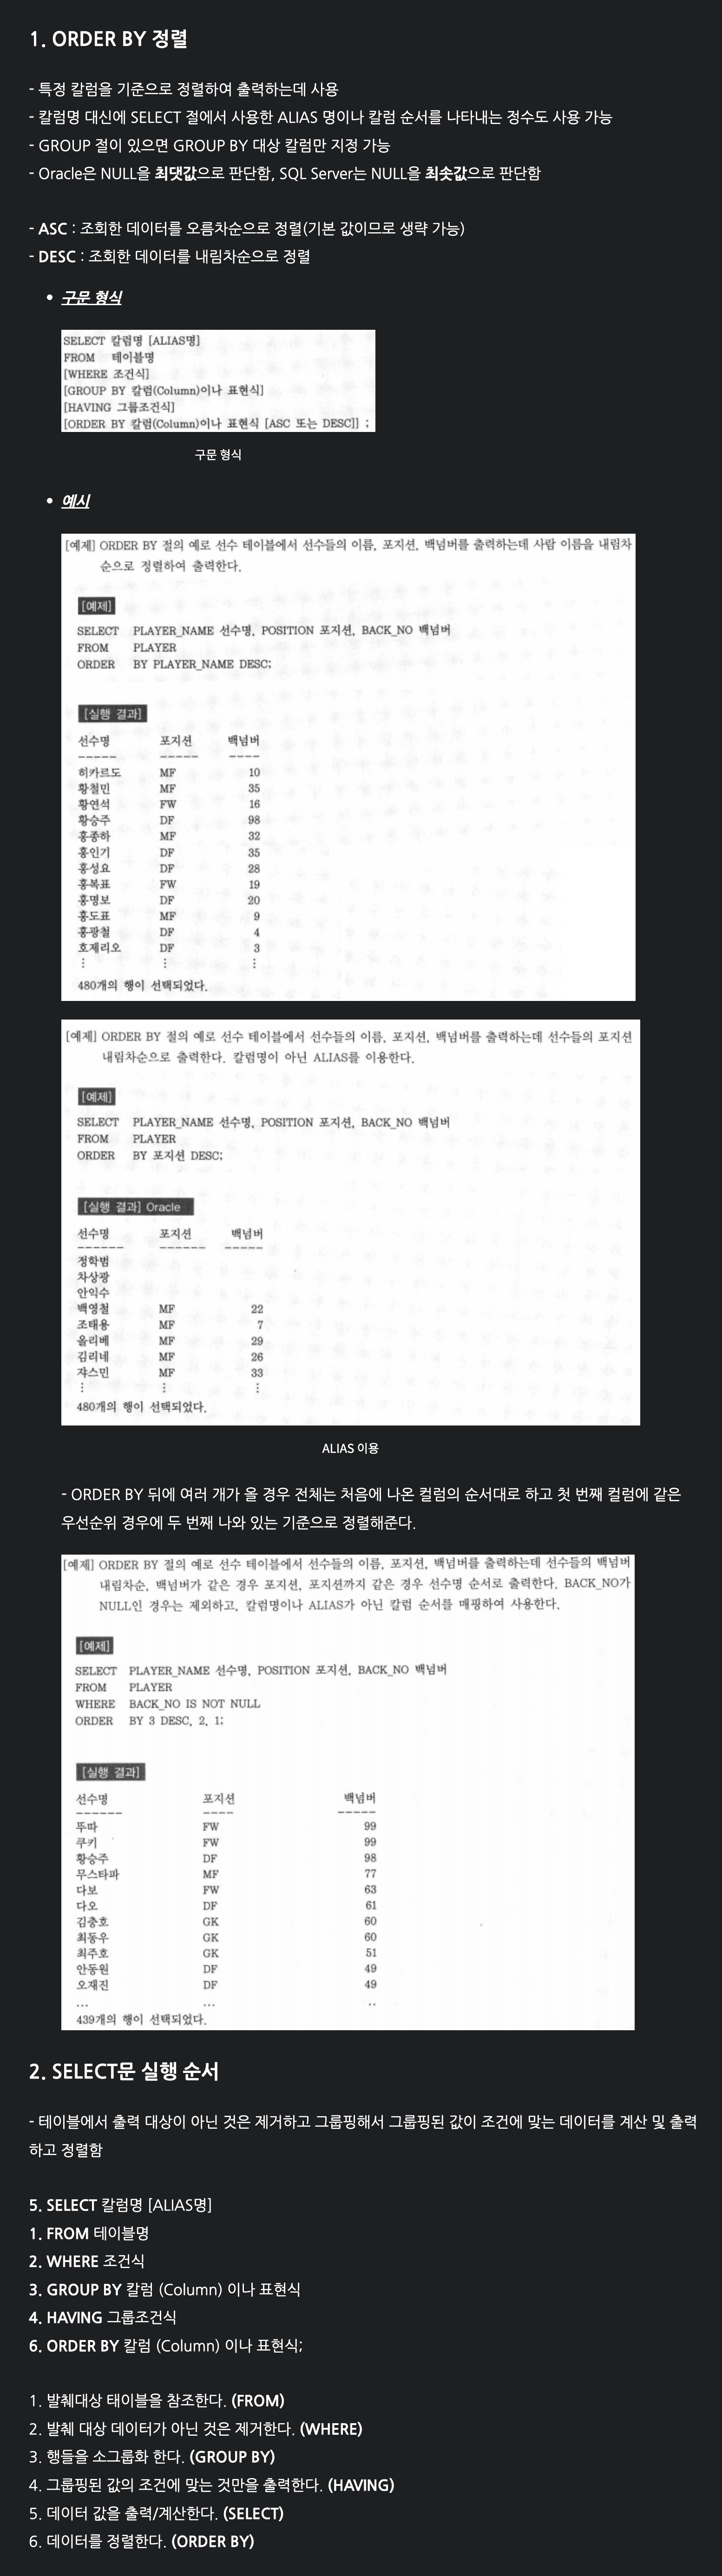 1. ORDER BY 정렬
- 특정 칼럼을 기준으로 정렬하여 출력하는데 사용
- 칼럼명 대신에 SELECT 절에서 사용한 ALIAS 명이나 칼럼 순서를 나타내는 정수도 사용 가능
- GROUP 절이 있으면 GROUP BY 대상 칼럼만 지정 가능
- Oracle은 NULL을 최댓값으로 판단함, SQL Server는 NULL을 최솟값으로 판단함
- ASC : 조회한 데이터를 오름차순으로 정렬(기본 값이므로 생략 가능)
- DESC : 조회한 데이터를 내림차순으로 정렬
• 구문 형식
SELECT 칼럼명 [ALIAS명]
FROM 테이블명
[WHERE 조건식]
[GROUP BY 칼럼(Column)이나 표현식]
[HAVING 그룹조건식]
[ORDER BY 칼럼(Column)이나 표현식 [ASC 또는 DESC]] ;
구문 형식
• 예시
[예제] ORDER BY 절의 예로 선수 테이블에서 선수들의 이름, 포지션, 백넘버를 출력하는데 사람 이름을 내림차
순으로 정렬하여 출력한다.
[예제]
SELECT PLAYER_NAME 선수명, POSITION 포지션, BACK_NO 백넘버
FROM PLAYER
ORDER BY PLAYER_NAME DESC;
[실행 결과]
선수명 포지션 백넘버
----- ----- ----
히카르도 MF 10
황철민 MF 35
황연석 FW 16
황승주 DF 98
홍종하 MF 32
홍인기 DF 35
홍성요 DF 28
홍복표 FW 19
홍명보 DF 20
홍도표 MF 9
홍광철 DF 4
호제리오 DF 3
⋮ ⋮ ⋮
480개의 행이 선택되었다.
[예제] ORDER BY 절의 예로 선수 테이블에서 선수들의 이름, 포지션, 백넘버를 출력하는데 선수들의 포지션
내림차순으로 출력한다. 칼럼명이 아닌 ALIAS를 이용한다.
[예제]
SELECT PLAYER_NAME 선수명, POSITION 포지션, BACK_NO 백넘버
FROM PLAYER
ORDER BY 포지션 DESC;
[실행 결과] Oracle
선수명 포지션 백넘버
------ ------ -----
정학범
차상광
안익수
백영철 MF 22
조태용 MF 7
올리베 MF 29
김리네 MF 26
쟈스민 MF 33
⋮ ⋮ ⋮
480개의 행이 선택되었다.
ALIAS 이용
- ORDER BY 뒤에 여러 개가 올 경우 전체는 처음에 나온 컬럼의 순서대로 하고 첫 번째 컬럼에 같은
우선순위 경우에 두 번째 나와 있는 기준으로 정렬해준다.
[예제] ORDER BY 절의 예로 선수 테이블에서 선수들의 이름, 포지션, 백넘버를 출력하는데 선수들의 백넘버
내림차순, 백넘버가 같은 경우 포지션, 포지션까지 같은 경우 선수명 순서로 출력한다. BACK_NO가
NULL인 경우는 제외하고, 칼럼명이나 ALIAS가 아닌 칼럼 순서를 매핑하여 사용한다.
[예제]
SELECT PLAYER_NAME 선수명, POSITION 포지션, BACK_NO 백넘버
FROM PLAYER
WHERE BACK_NO IS NOT NULL
ORDER BY 3 DESC, 2, 1;
[실행 결과]
선수명 포지션 백넘버
------ ---- -----
뚜따 FW 99
쿠키 FW 99
황승주 DF 98
무스타파 MF 77
다보 FW 63
다오 DF 61
김충호 GK 60
최동우 GK 60
최주호 GK 51
안동원 DF 49
오재진 DF 49
... ... ..
439개의 행이 선택되었다.
2. SELECT문 실행 순서
- 테이블에서 출력 대상이 아닌 것은 제거하고 그룹핑해서 그룹핑된 값이 조건에 맞는 데이터를 계산 및 출력
하고 정렬함
5. SELECT 칼럼명 [ALIAS명]
1. FROM 테이블명
2. WHERE 조건식
3. GROUP BY 칼럼 (Column) 이나 표현식
4. HAVING 그룹조건식
6. ORDER BY 칼럼 (Column) 이나 표현식;
1. 발췌대상 태이블을 참조한다. (FROM)
2. 발췌 대상 데이터가 아닌 것은 제거한다. (WHERE)
3. 행들을 소그룹화 한다. (GROUP BY)
4. 그룹핑된 값의 조건에 맞는 것만을 출력한다. (HAVING)
5. 데이터 값을 출력/계산한다. (SELECT)
6. 데이터를 정렬한다. (ORDER BY)